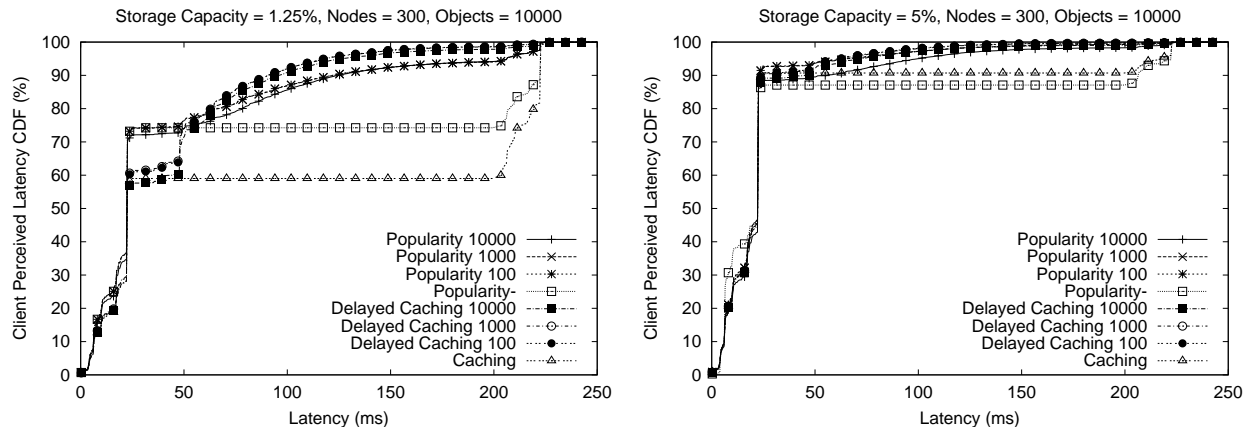 Storage Capacity = 1.25%, Nodes = 300, Objects = 10000
Client Perceived Latency CDF (%)
100
90
80
70
60
50
40
30
20
10
0
Popularity 10000
Popularity 1000
Popularity 100
Popularity-
Delayed Caching 10000
Delayed Caching 1000
Delayed Caching 100
Caching
0 50 100 150 200 250
Latency (ms)
Storage Capacity = 5%, Nodes = 300, Objects = 10000
Client Perceived Latency CDF (%)
100
90
80
70
60
50
40
30
20
10
0
Popularity 10000
Popularity 1000
Popularity 100
Popularity-
Delayed Caching 10000
Delayed Caching 1000
Delayed Caching 100
Caching
0 50 100 150 200 250
Latency (ms)